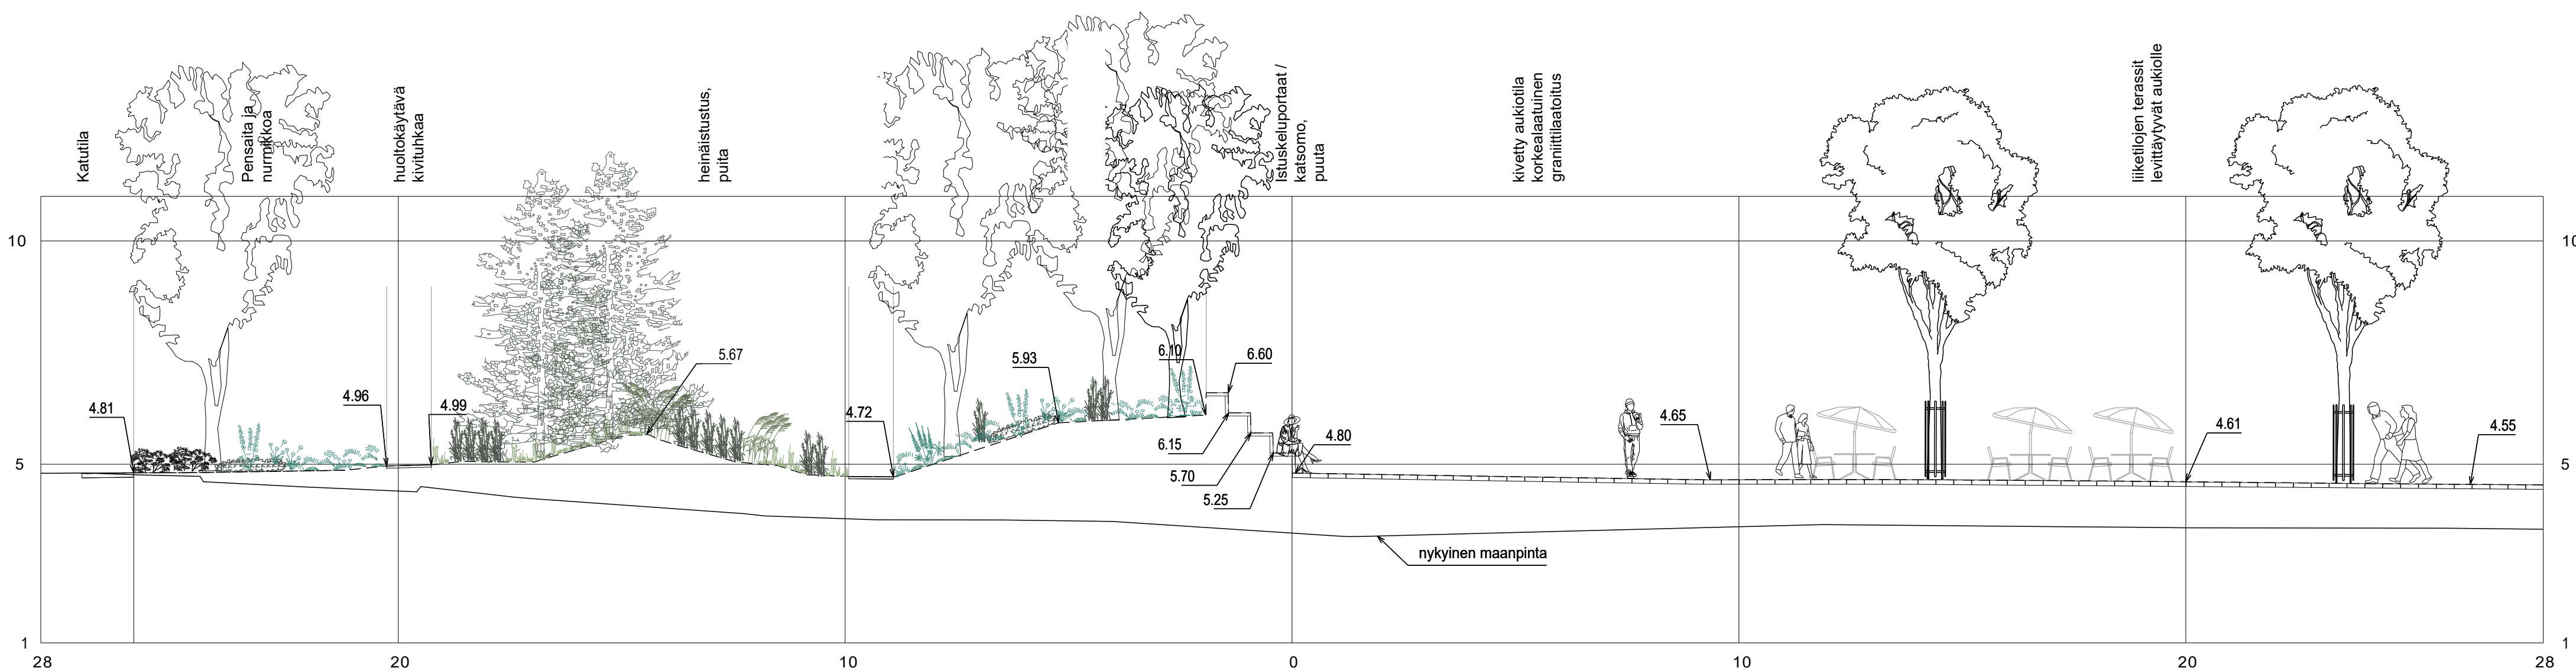 Katutila
Pensaita ja
nurmikkoa
huoltokäytävä
kivituhkaa
heinäistustus,
puita
Istuskeluportaat /
katsomo,
puuta
kivetty aukiotila
korkealaatuinen
graniittilaatoitus
liiketilojen terassit
levittäytyvät aukiolle
10
10
5.67
5.93
6.10
6.60
4.81
4.96
4.99
4.72
4.65
4.61
4.55
6.15
4.80
5
5
5.70
5.25
nykyinen maanpinta
1
1
28
20
10
0
10
20
28